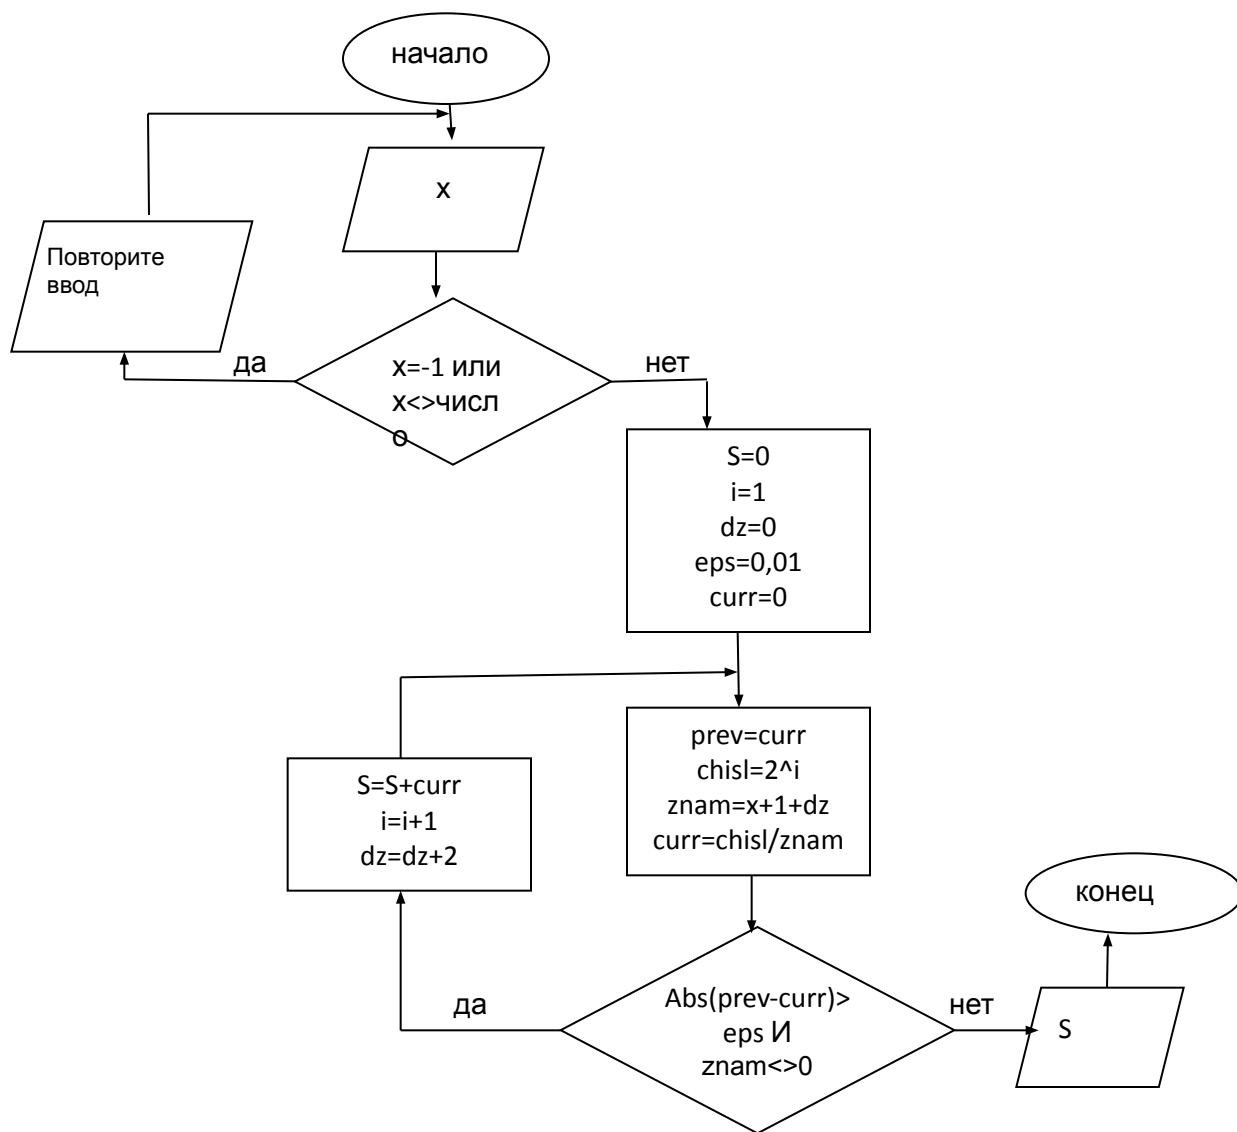 начало
x
Повторите
ввод
да
x=-1 или
x<>числ
о
нет
S=0
i=1
dz=0
eps=0,01
curr=0
prev=curr
chisl=2^i
znam=x+1+dz
curr=chisl/znam
S=S+curr
i=i+1
dz=dz+2
да
Abs(prev-curr)>
eps И
znam<>0
нет
S
конец